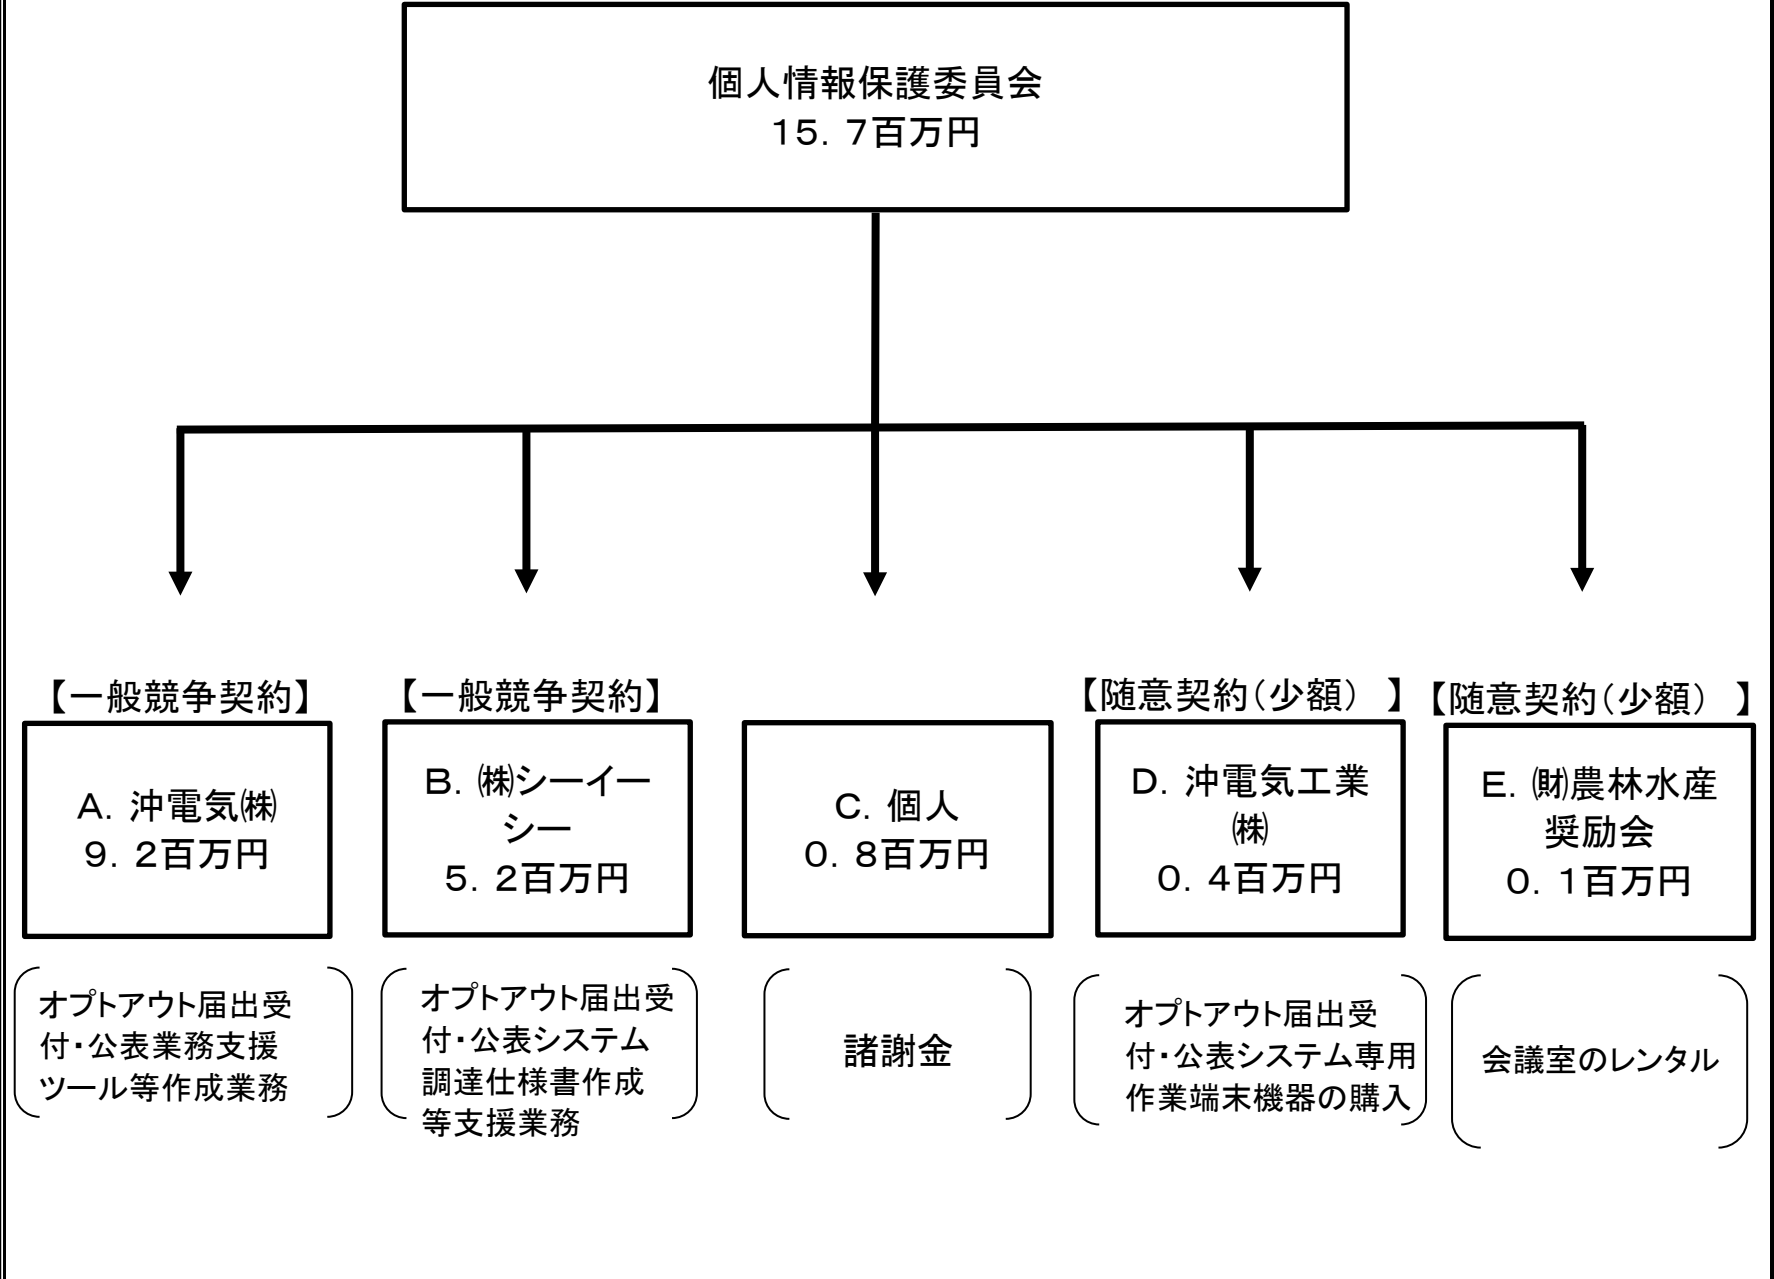 個人情報保護委員会
１５．７百万円
【一般競争契約】
A．沖電気㈱
９．２百万円
オプトアウト届出受
付・公表業務支援
ツール等作成業務
【一般競争契約】
B．㈱シーイー
シー
５．２百万円
オプトアウト届出受
付・公表システム
調達仕様書作成
等支援業務
C．個人
０．８百万円
諸謝金
【随意契約（少額） 】
D．沖電気工業
㈱
０．４百万円
オプトアウト届出受
付・公表システム専用
作業端末機器の購入
【随意契約（少額） 】
E．㈶農林水産
奨励会
０．１百万円
会議室のレンタル